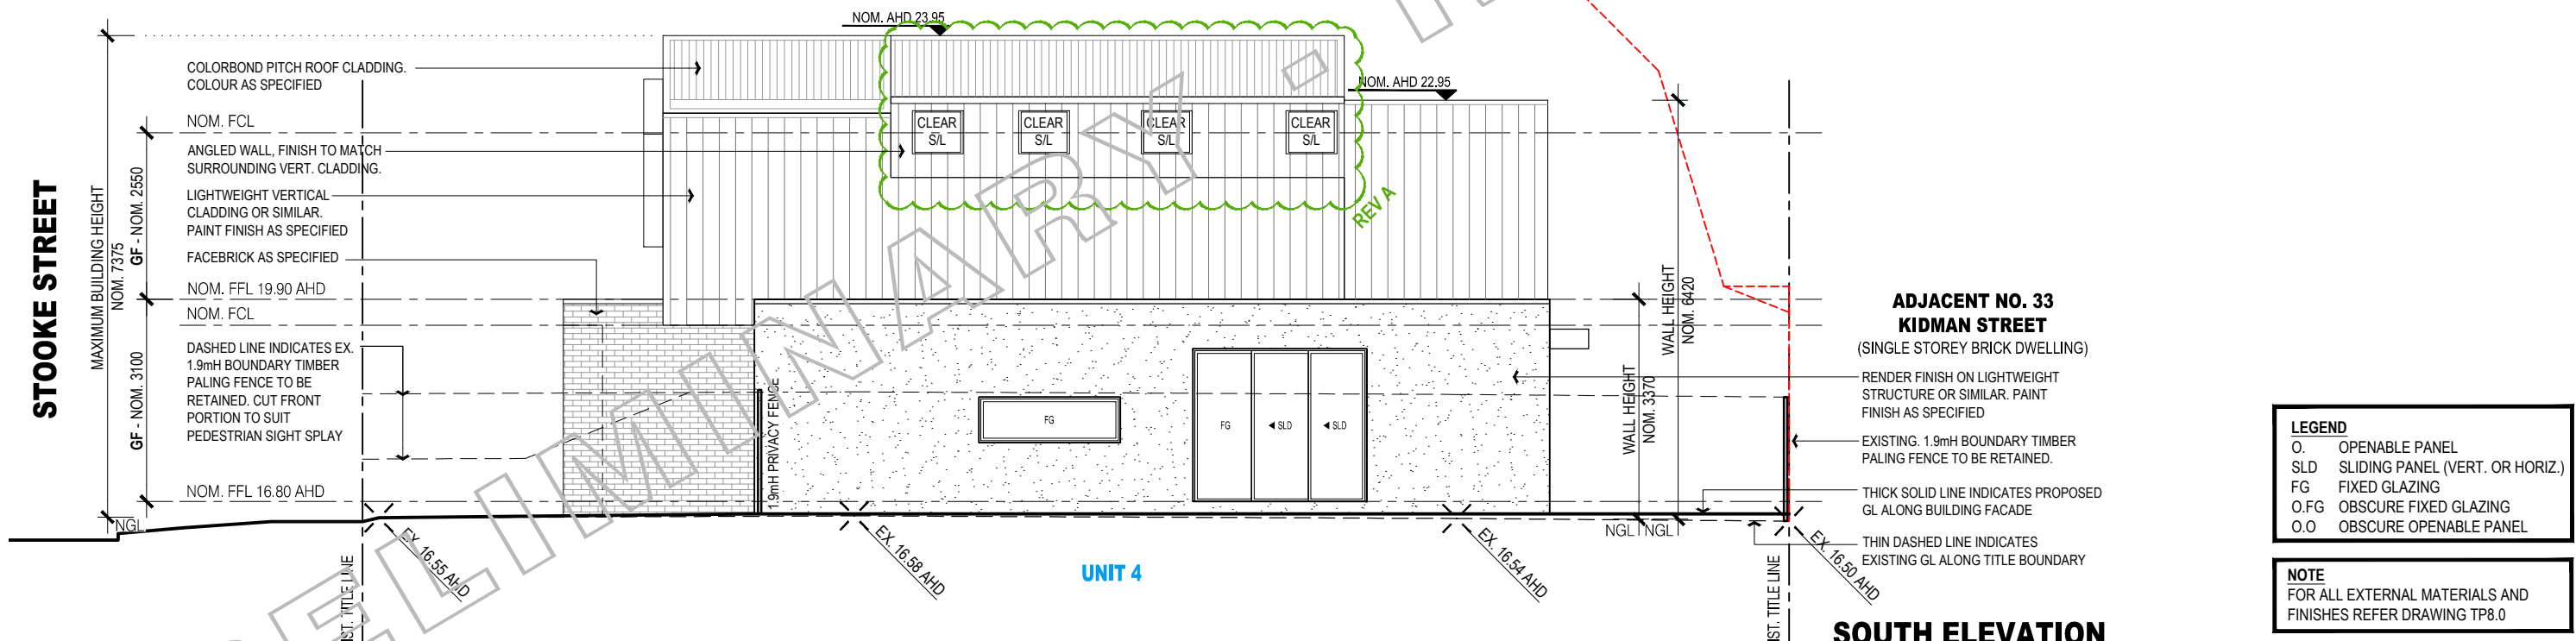 NOM. AHD 23.95
NOM. AHD 22.95
COLORBOND PITCH ROOF CLADDING.
COLOUR AS SPECIFIED
NOM. FCL
ANGLED WALL, FINISH TO MATCH
SURROUNDING VERT. CLADDING.
LIGHTWEIGHT VERTICAL
CLADDING OR SIMILAR.
PAINT FINISH AS SPECIFIED
FACEBRICK AS SPECIFIED
NOM. FFL 19.90 AHD
NOM. FCL
DASHED LINE INDICATES EX.
1.9mH BOUNDARY TIMBER
PALING FENCE TO BE
RETAINED. CUT FRONT
PORTION TO SUIT
PEDESTRIAN SIGHT SPLAY
NOM. FFL 16.80 AHD
NGL
STOOKE STREET
MAXIMUM BUILDING HEIGHT
NOM. 7375
GF - NOM. 2550
GF - NOM. 3100
CLEAR
S/L
CLEAR
S/L
CLEAR
S/L
CLEAR
S/L
REV A
1.9mH PRIVACY FENCE
FG
FG
SLD
SLD
WALL HEIGHT
NOM. 3370
WALL HEIGHT
NOM. 6420
NGL
NGL
ADJACENT NO. 33
KIDMAN STREET
(SINGLE STOREY BRICK DWELLING)
RENDER FINISH ON LIGHTWEIGHT
STRUCTURE OR SIMILAR. PAINT
FINISH AS SPECIFIED
EXISTING. 1.9mH BOUNDARY TIMBER
PALING FENCE TO BE RETAINED.
THICK SOLID LINE INDICATES PROPOSED
GL ALONG BUILDING FACADE
THIN DASHED LINE INDICATES
EXISTING GL ALONG TITLE BOUNDARY
EX. 16.55 AHD
EX. 16.58 AHD
EX. 16.54 AHD
EX. 16.50 AHD
TITLE LINE
TITLE LINE
UNIT 4
SOUTH ELEVATION
LEGEND
O. OPENABLE PANEL
SLD SLIDING PANEL (VERT. OR HORIZ.)
FG FIXED GLAZING
O.FG OBSCURE FIXED GLAZING
O.O OBSCURE OPENABLE PANEL
NOTE
FOR ALL EXTERNAL MATERIALS AND
FINISHES REFER DRAWING TP8.0
ELIMINARY -